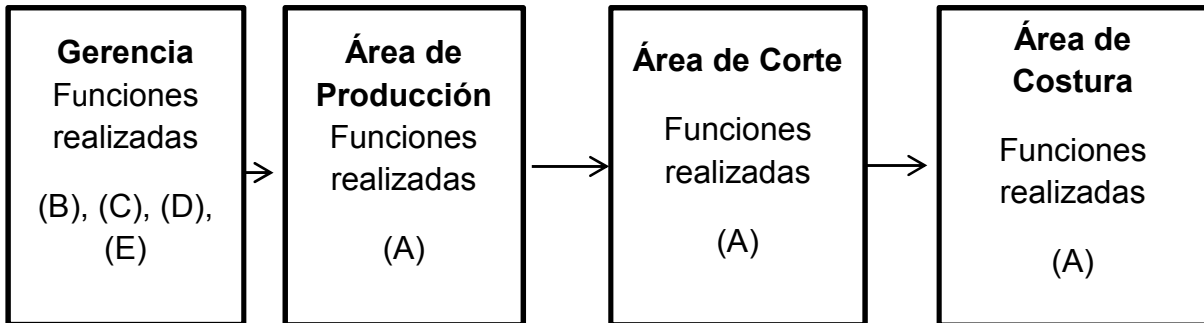 Gerencia
Funciones
realizadas
(B), (C), (D),
(E)
Área de
Producción
Funciones
realizadas
(A)
Área de Corte
Funciones
realizadas
(A)
Área de
Costura
Funciones
realizadas
(A)